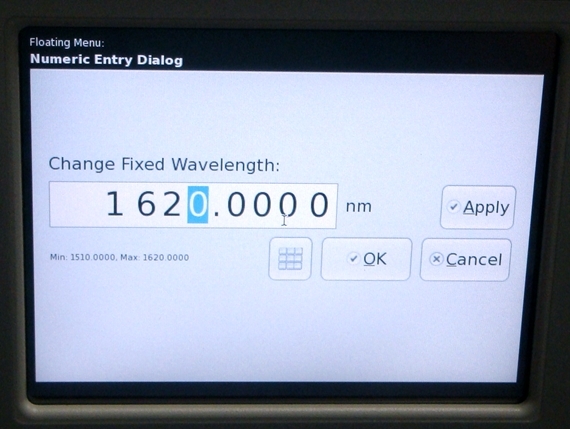 Floating Menu:
Numeric Entry Dialog
Change Fixed Wavelength:
1620.0000 nm
Apply
Min: 1510.0000, Max: 1620.0000
OK
Cancel